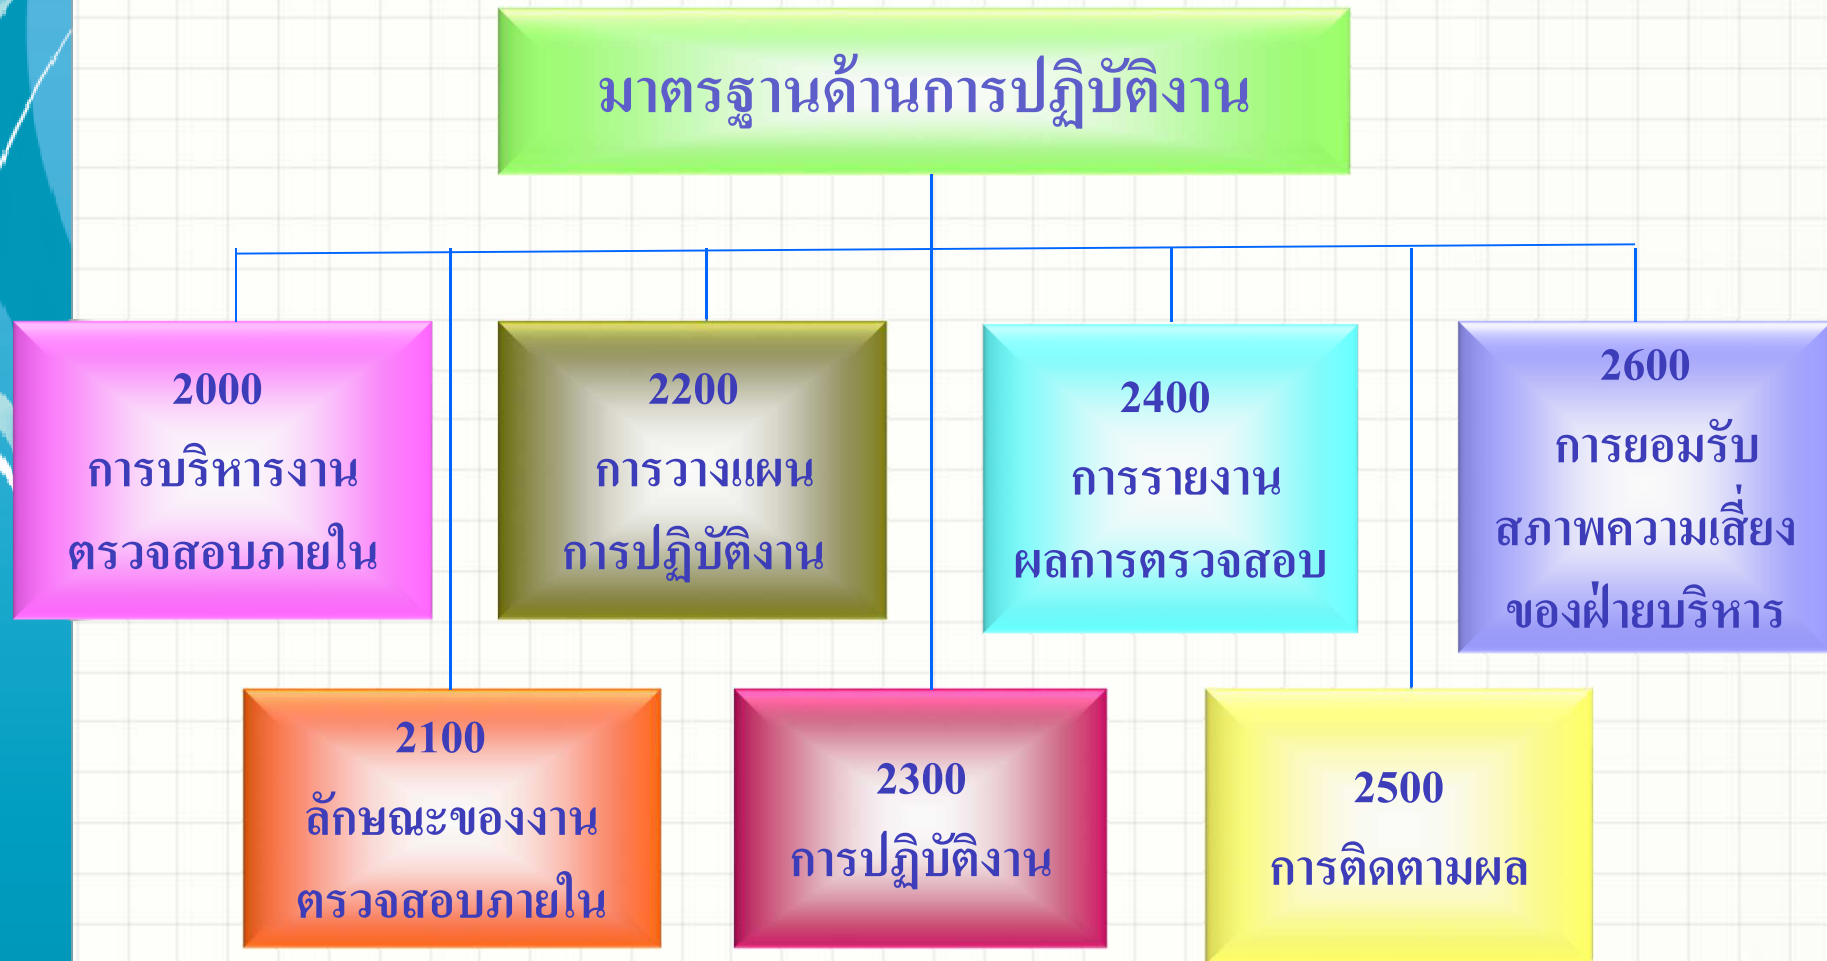 มาตรฐานด้านการปฏิบัติงาน
2000
การบริหารงาน
ตรวจสอบภายใน
2200
การวางแผน
การปฏิบัติงาน
2400
การรายงาน
ผลการตรวจสอบ
2600
การยอมรับ
สภาพความเสี่ยง
ของฝ่ายบริหาร
2100
ลักษณะของงาน
ตรวจสอบภายใน
2300
การปฏิบัติงาน
2500
การติดตามผล